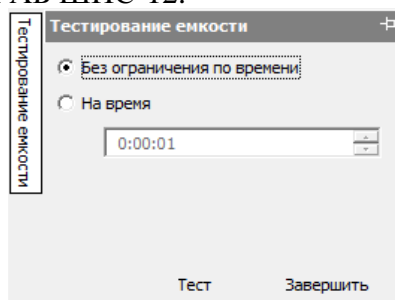 Тестирование емкости
Тестирование емкости
Без ограничения по времени
На время
0:00:01
Тест Завершить